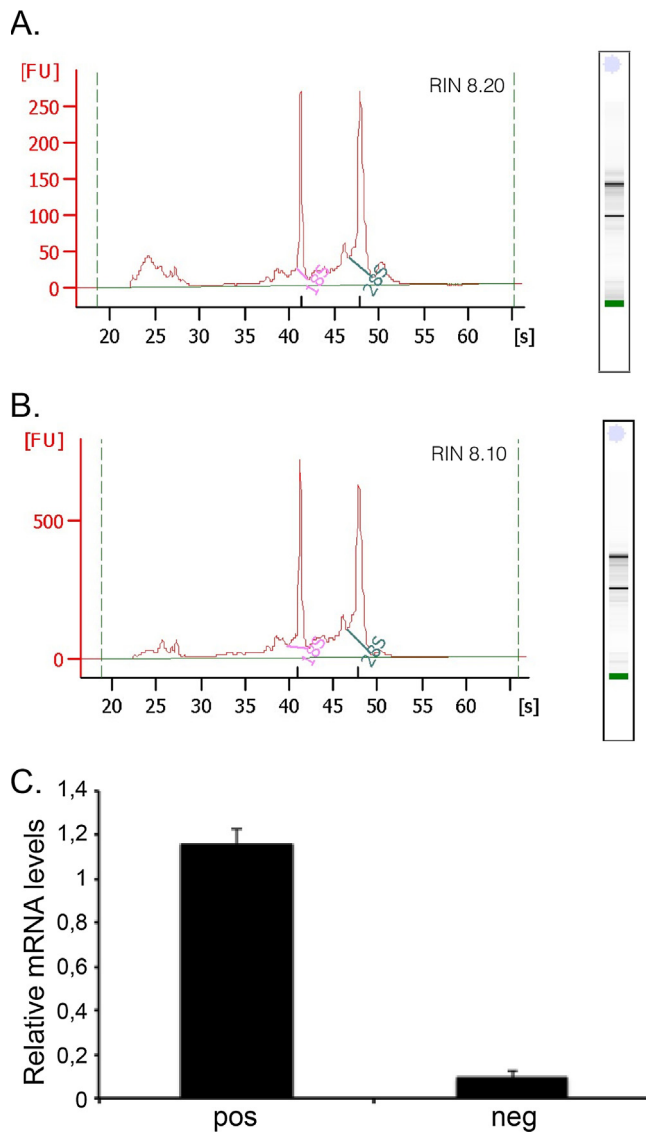 A.
[FU]
RIN 8.20
250
200
150
100
50
0
18S
28S
20 25 30 35 40 45 50 55 60 [s]
B.
[FU]
RIN 8.10
500
0
18S
28S
20 25 30 35 40 45 50 55 60 [s]
C.
Relative mRNA levels
1,4
1,2
1
0,8
0,6
0,4
0,2
0
pos neg